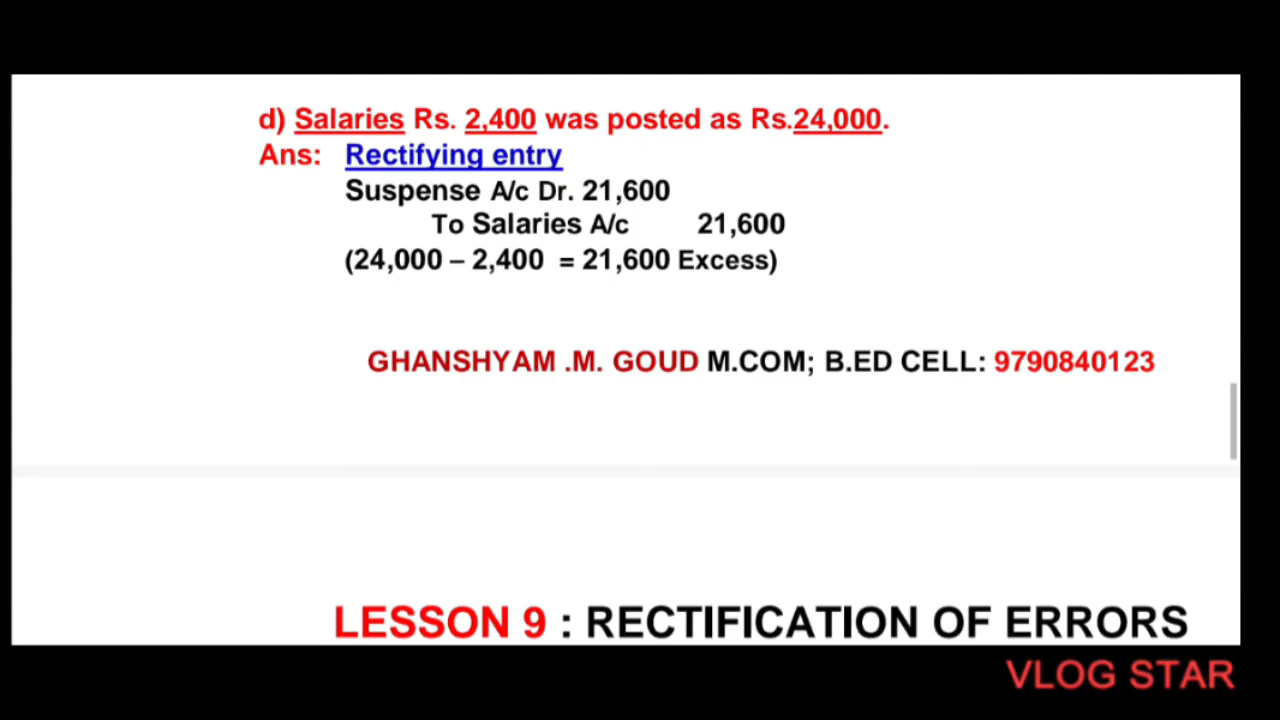 d) Salaries Rs. 2,400 was posted as Rs.24,000.
Ans: Rectifying entry
Suspense A/c Dr. 21,600
To Salaries A/c 21,600
(24,000 – 2,400 = 21,600 Excess)
GHANSHYAM .M. GOUD M.COM; B.ED CELL: 9790840123
LESSON 9 : RECTIFICATION OF ERRORS
VLOG STAR